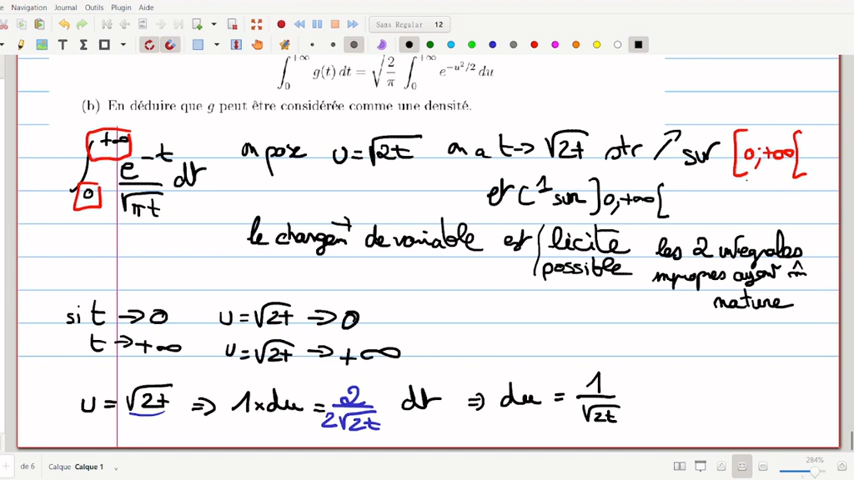 Navigation Journal Outils Plugin Aide
Sans Regular 12
∫₀^{+∞} g(t) dt = √(2/π) ∫₀^{+∞} e^{-u²/2} du
(b) En déduire que g peut être considérée comme une densité.
∫₀^{+∞} e^{-t}/√(πt) dt on pose u = √2t on a t → √2t str ↗ sur [0;+∞[
et C¹ sur ]0,+∞[
le changemᵗ de variable est / licite
possible
les 2 intégrales
impropres ayant m̂
nature
si t → 0 u = √2t → 0
t → +∞ u = √2t → +∞
u = √2t ⇒ 1×du = 2/(2√2t) dt ⇒ du = 1/√2t
de 6 Calque Calque 1 284%